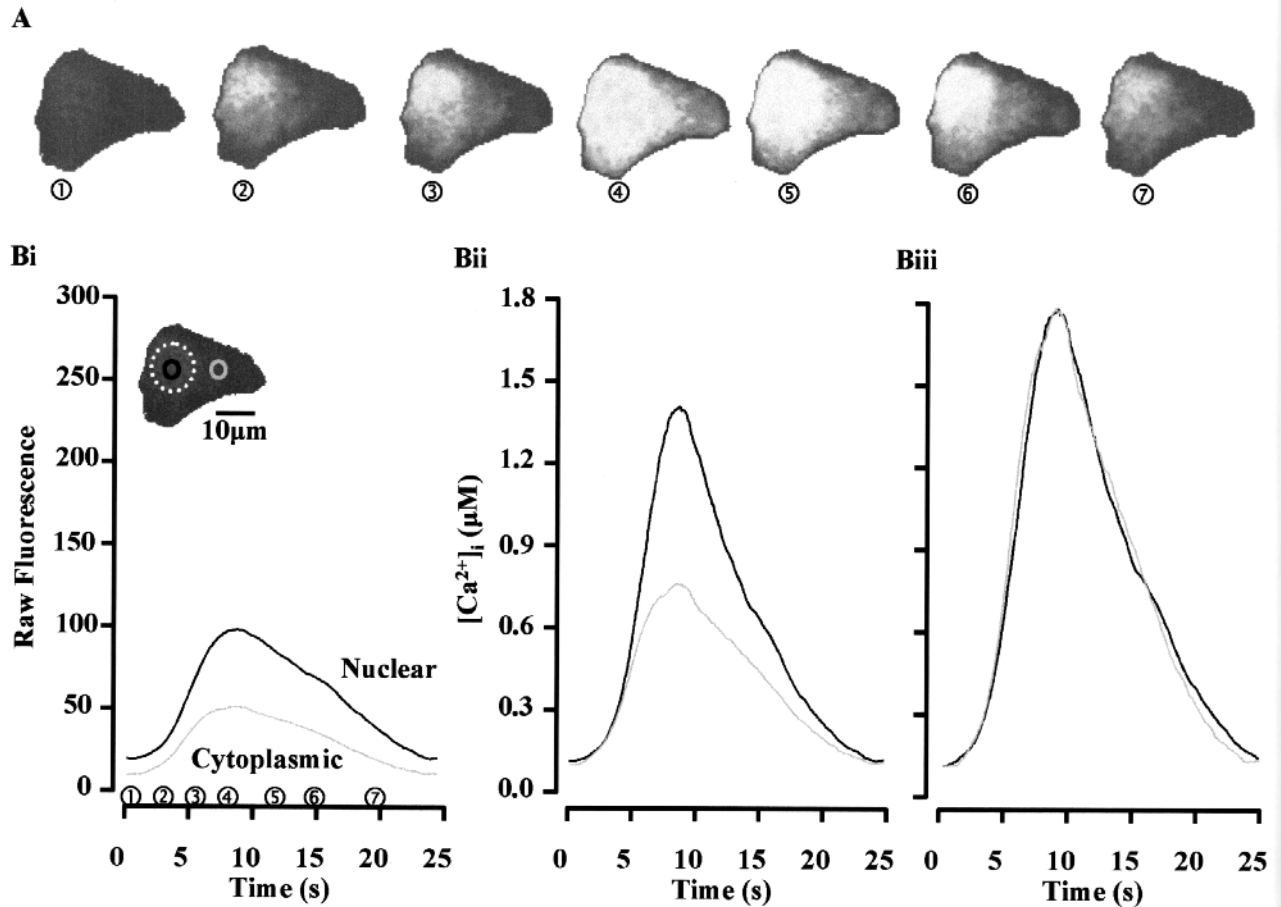 A
① ② ③ ④ ⑤ ⑥ ⑦
Bi
Raw Fluorescence
300
250
200
150
100
50
0
10μm
Nuclear
Cytoplasmic
① ② ③ ④ ⑤ ⑥ ⑦
0 5 10 15 20 25
Time (s)
Bii
[Ca²⁺]ᵢ (μM)
1.8
1.5
1.2
0.9
0.6
0.3
0.0
0 5 10 15 20 25
Time (s)
Biii
0 5 10 15 20 25
Time (s)